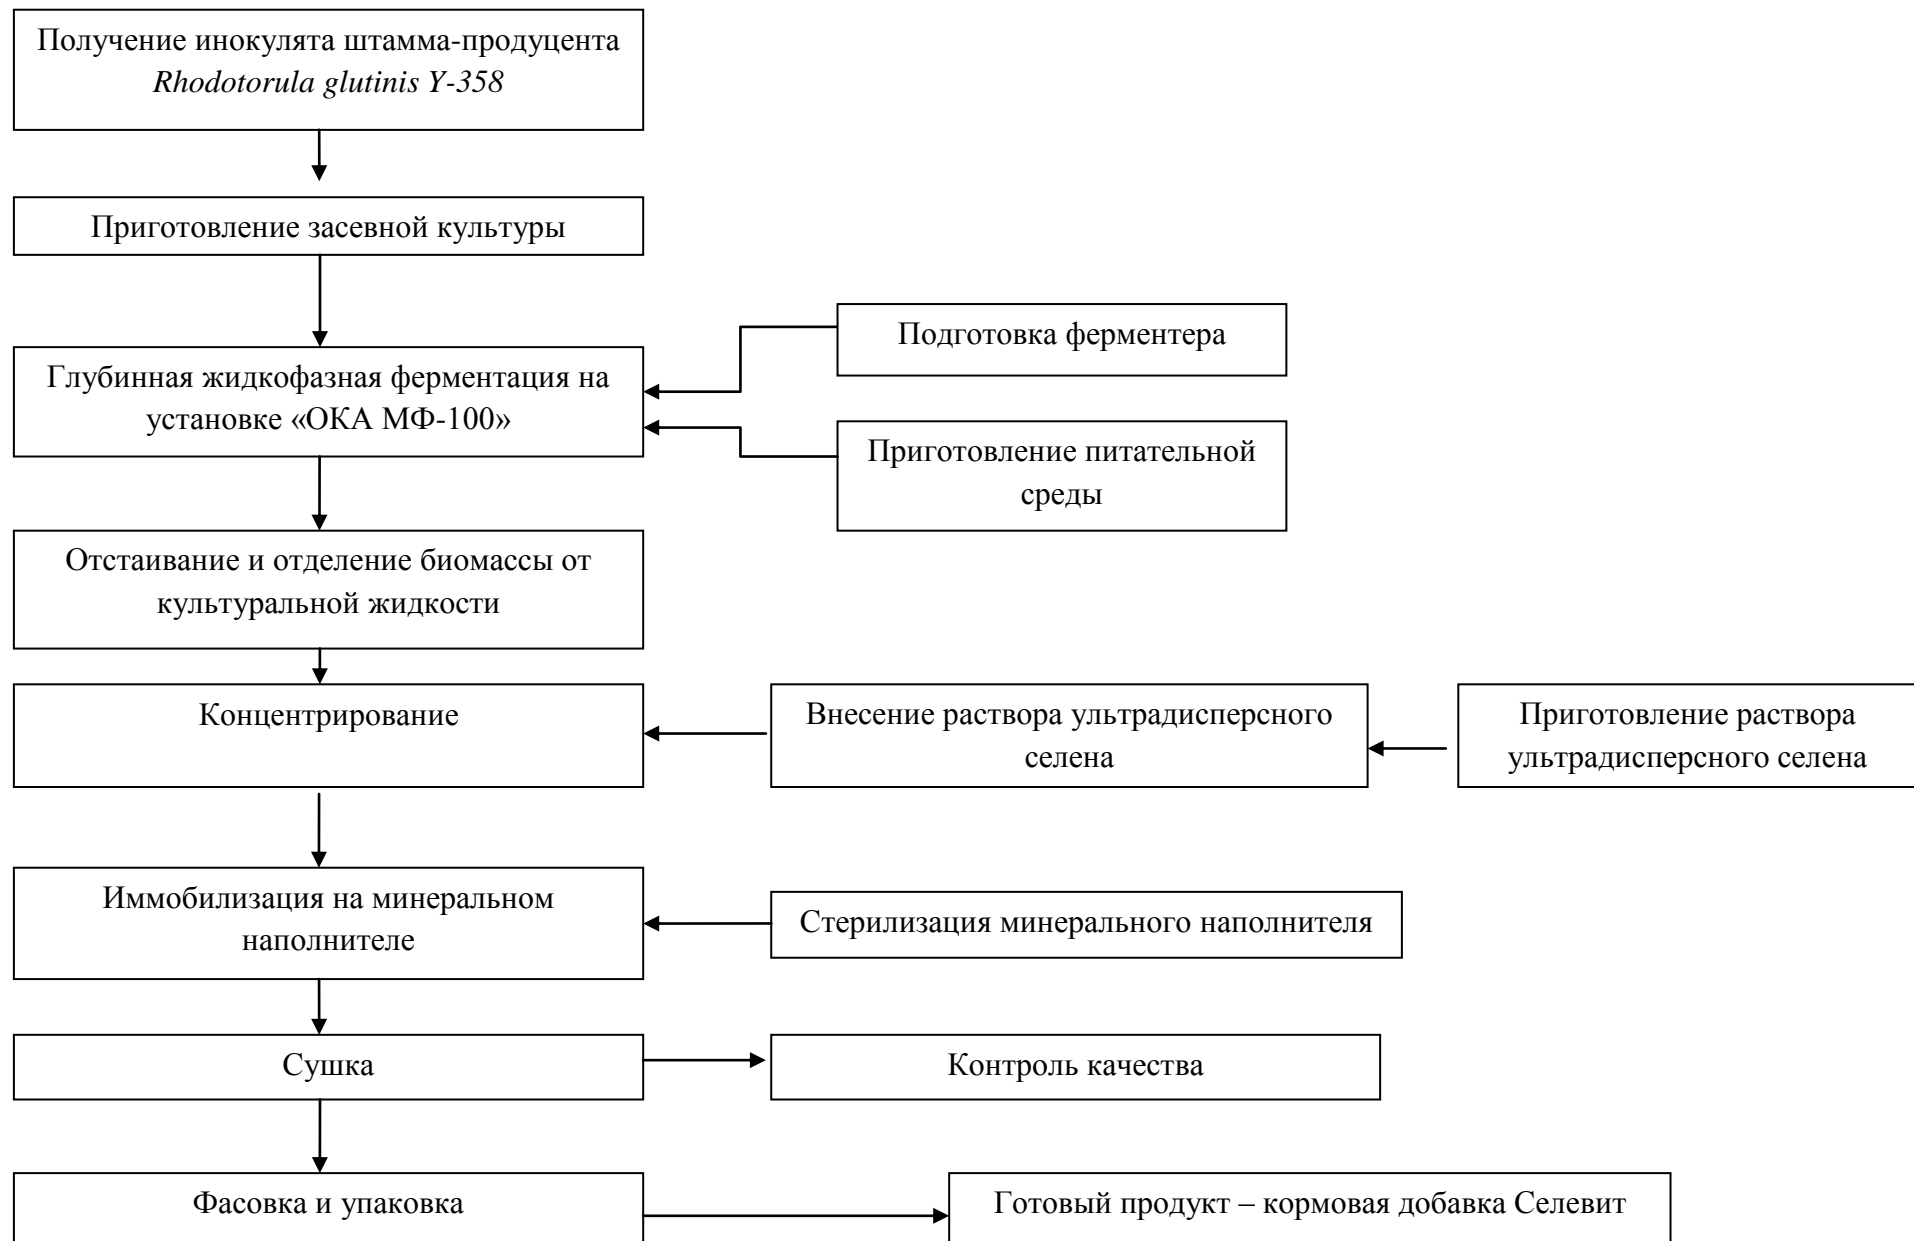 Получение инокулята штамма-продуцента
Rhodotorula glutinis Y-358
Приготовление засевной культуры
Подготовка ферментера
Глубинная жидкофазная ферментация на
установке «ОКА МФ-100»
Приготовление питательной
среды
Отстаивание и отделение биомассы от
культуральной жидкости
Концентрирование
Внесение раствора ультрадисперсного
селена
Приготовление раствора
ультрадисперсного селена
Иммобилизация на минеральном
наполнителе
Стерилизация минерального наполнителя
Сушка
Контроль качества
Фасовка и упаковка
Готовый продукт – кормовая добавка Селевит